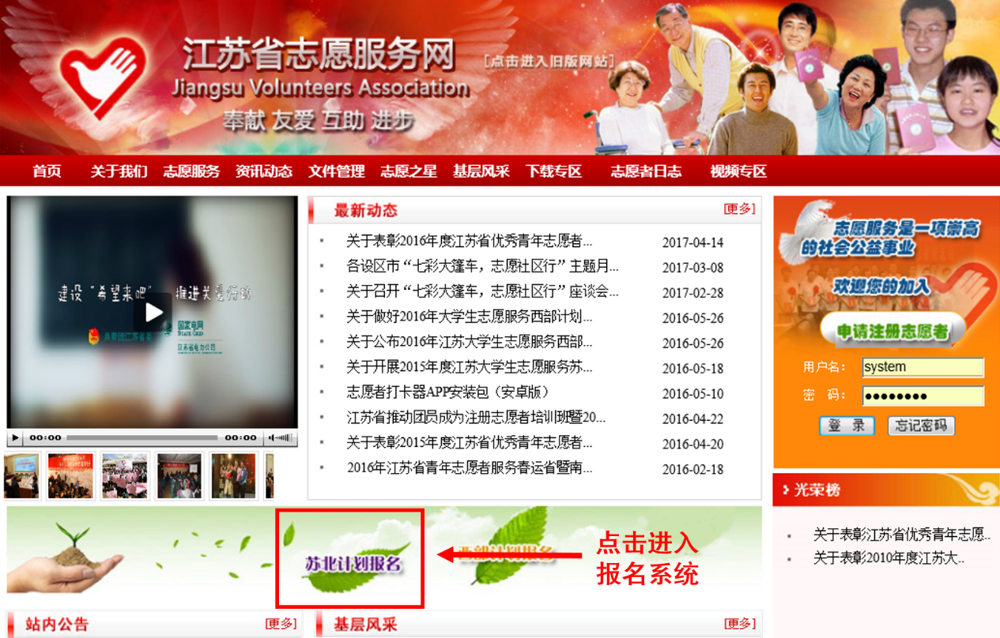 江苏省志愿服务网
[点击进入旧版网站]
Jiangsu Volunteers Association
奉献 友爱 互助 进步
首页 关于我们 志愿服务 资讯动态 文件管理 志愿之星 基层风采 下载专区 志愿者日志 视频专区
建设"希望来吧" 推进关爱行动
共青团江苏省委
国家电网
STATE GRID
江苏省电力公司
00:00 00:00
最新动态 [更多]
关于表彰2016年度江苏省优秀青年志愿者... 2017-04-14
各设区市“七彩大篷车，志愿社区行”主题月... 2017-03-08
关于召开“七彩大篷车，志愿社区行”座谈会... 2017-02-28
关于做好2016年大学生志愿服务西部计划... 2016-05-26
关于公布2016年江苏大学生志愿服务西部... 2016-05-26
关于开展2015年度江苏大学生志愿服务苏... 2016-05-18
志愿者打卡器APP安装包（安卓版） 2016-05-10
江苏省推动团员成为注册志愿者培训班暨20... 2016-04-22
关于表彰2015年度江苏省优秀青年志愿者... 2016-04-20
2016年江苏省青年志愿者服务春运省暨南... 2016-02-18
志愿服务是一项崇高
的社会公益事业
欢迎您的加入
申请注册志愿者
用户名： system
密 码： ●●●●●●●●
登 录 忘记密码
光荣榜
关于表彰江苏省优秀青年志愿..
关于表彰2010年度江苏大..
苏北计划报名
西部计划报名
点击进入
报名系统
站内公告 [更多]
基层风采 [更多]